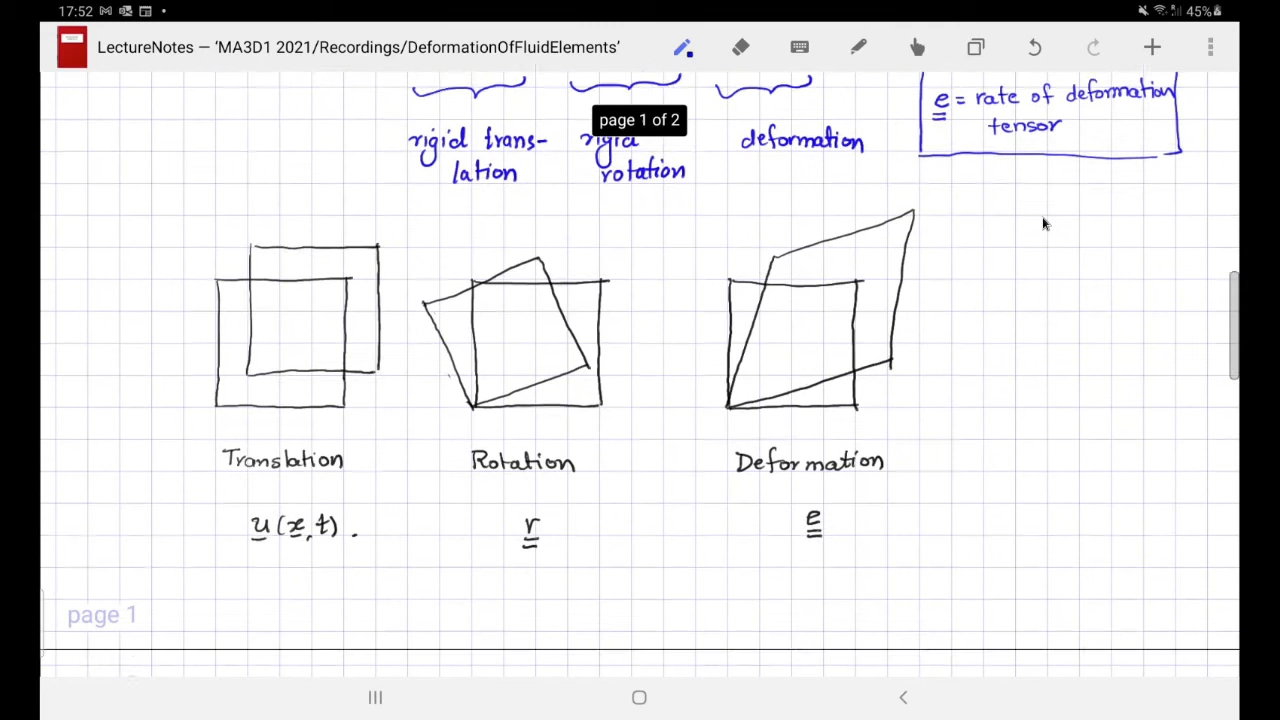 17:52
45%
LectureNotes — ‘MA3D1 2021/Recordings/DeformationOfFluidElements’
e = rate of deformation
tensor
page 1 of 2
rigid trans-
lation
rigid
rotation
deformation
Translation
Rotation
Deformation
u(x,t).
r
e
page 1